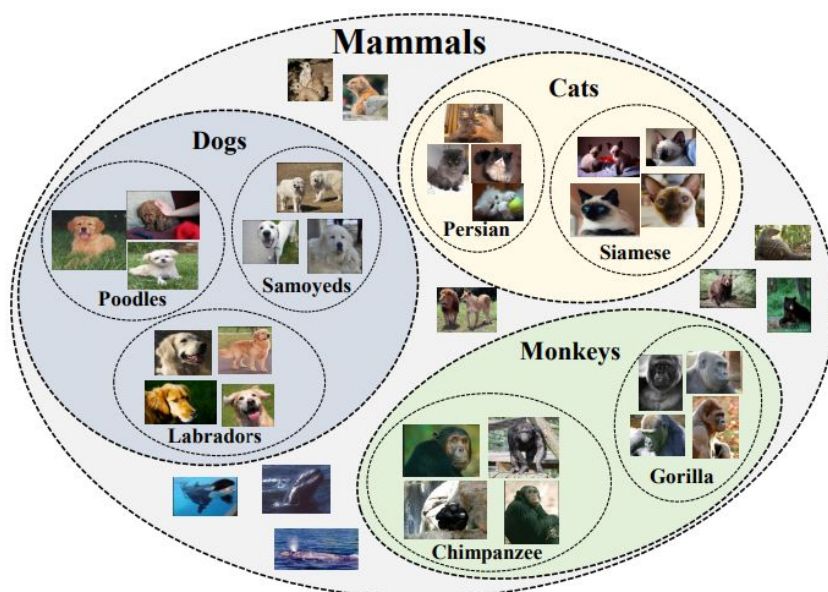 Mammals
Cats
Dogs
Persian
Siamese
Samoyeds
Poodles
Monkeys
Labradors
Gorilla
Chimpanzee